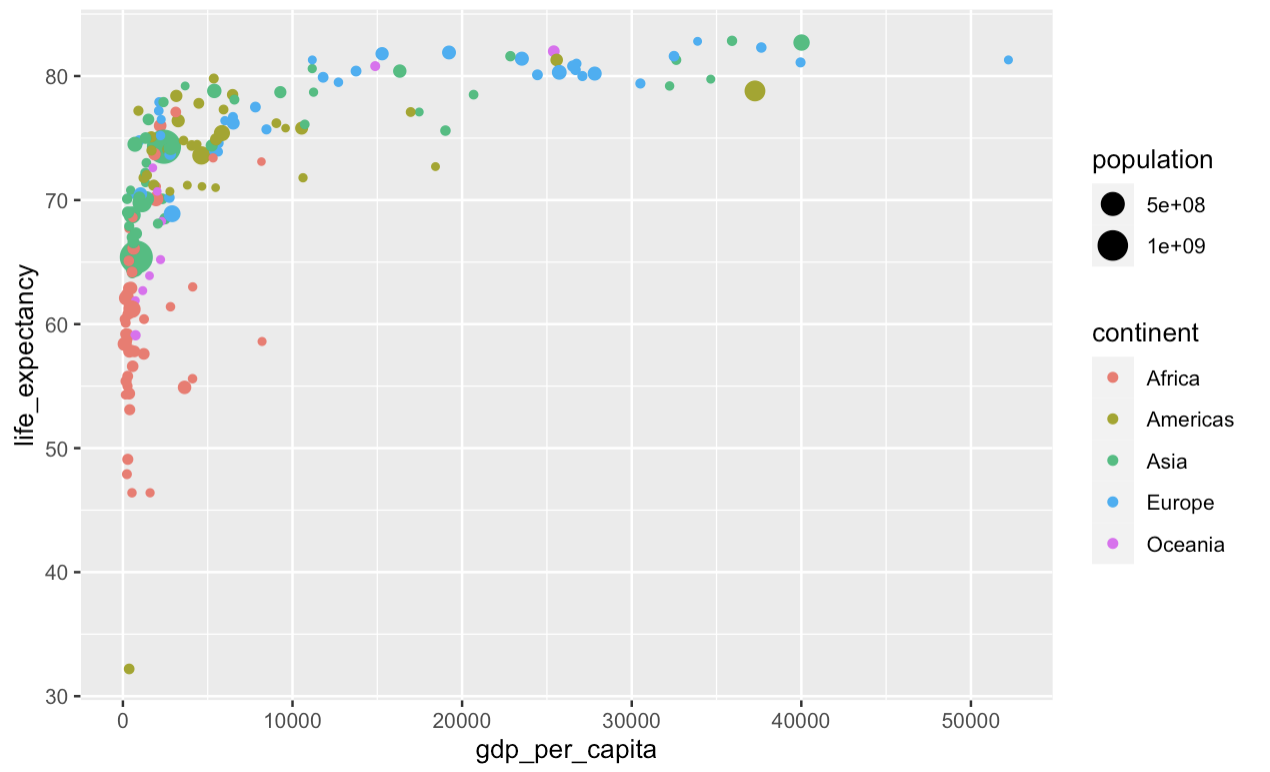 80
70
60
50
40
30
life_expectancy
0
10000
20000
30000
40000
50000
gdp_per_capita
population
5e+08
1e+09
continent
Africa
Americas
Asia
Europe
Oceania